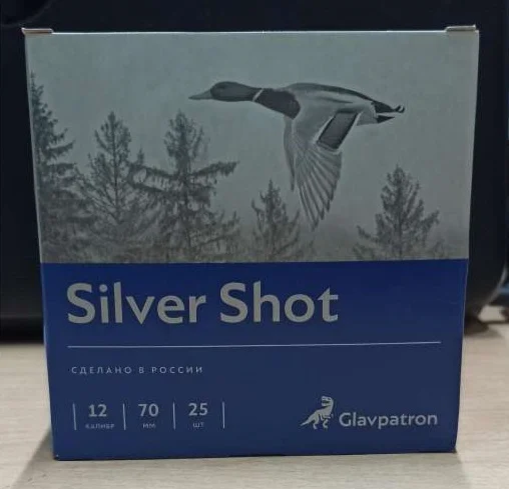 Silver Shot
СДЕЛАНО В РОССИИ
12 70 25
КАЛИБР ММ ШТ
Glavpatron